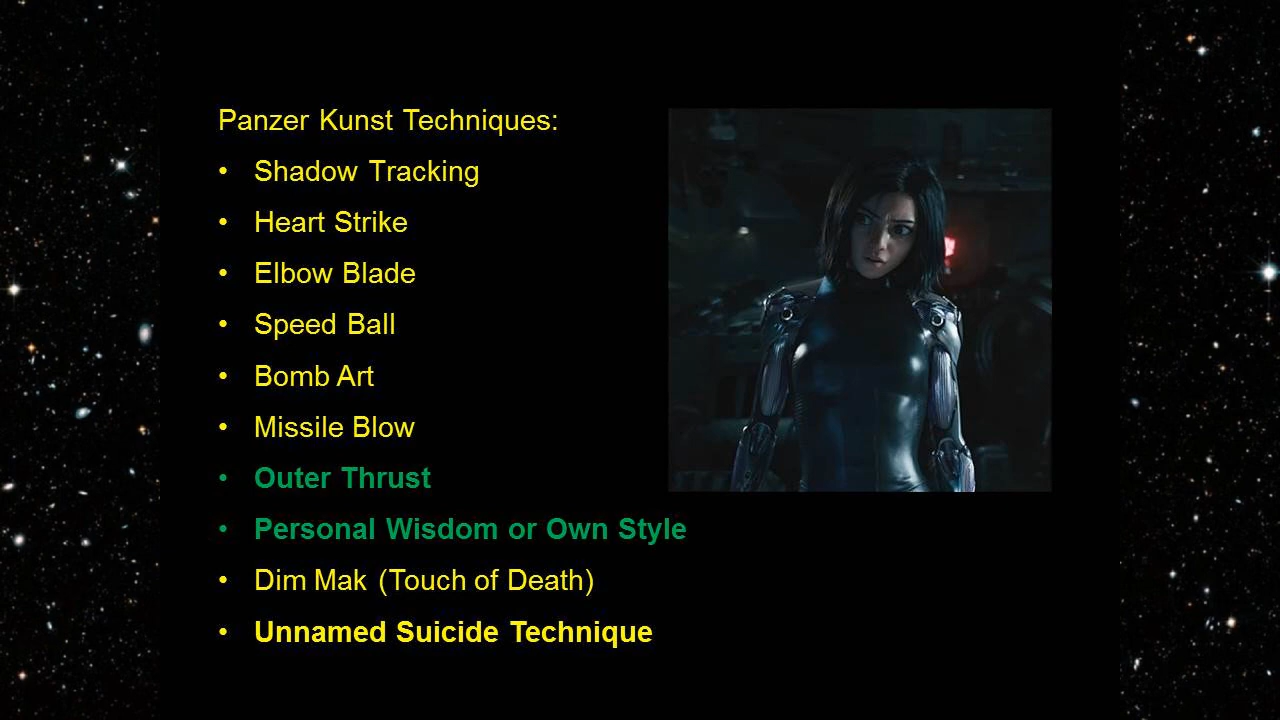 Panzer Kunst Techniques:
• Shadow Tracking
• Heart Strike
• Elbow Blade
• Speed Ball
• Bomb Art
• Missile Blow
• Outer Thrust
• Personal Wisdom or Own Style
• Dim Mak (Touch of Death)
• Unnamed Suicide Technique